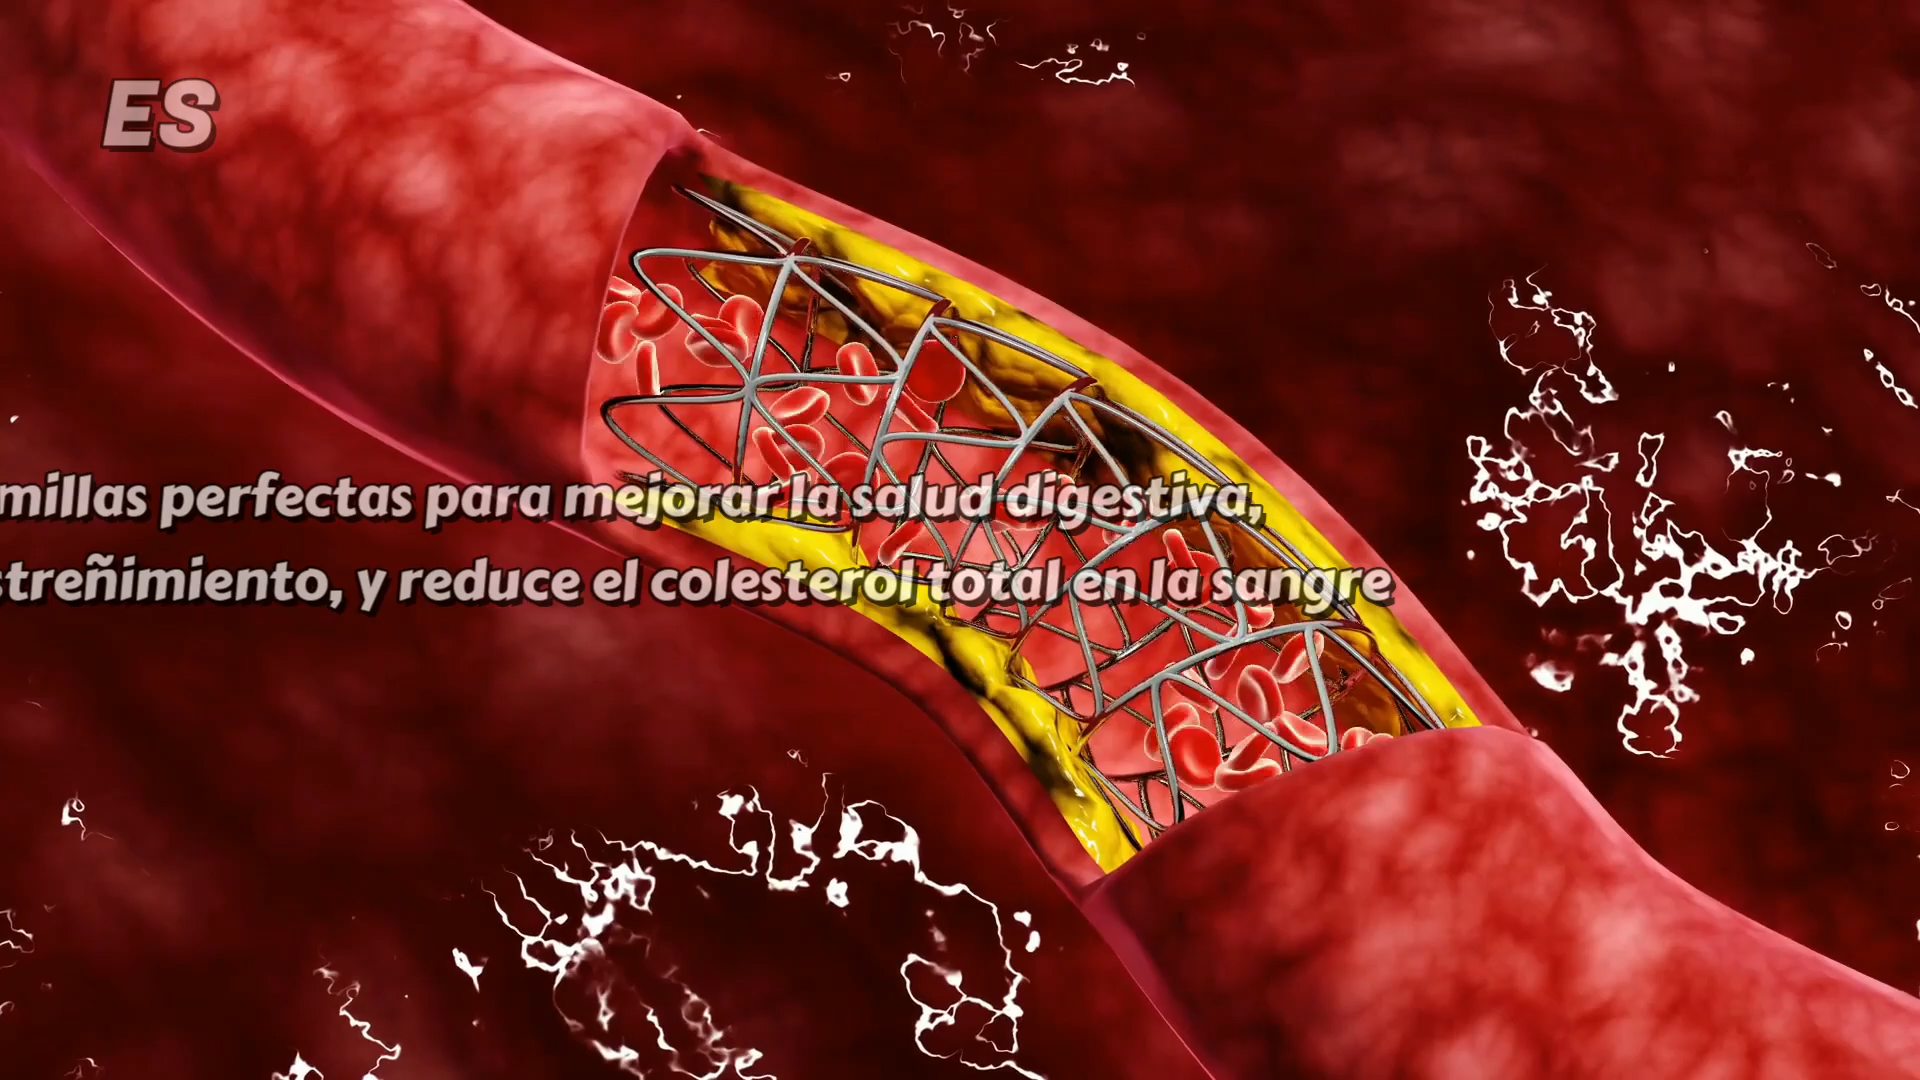 ES
millas perfectas para mejorar la salud digestiva,
streñimiento, y reduce el colesterol total en la sangre